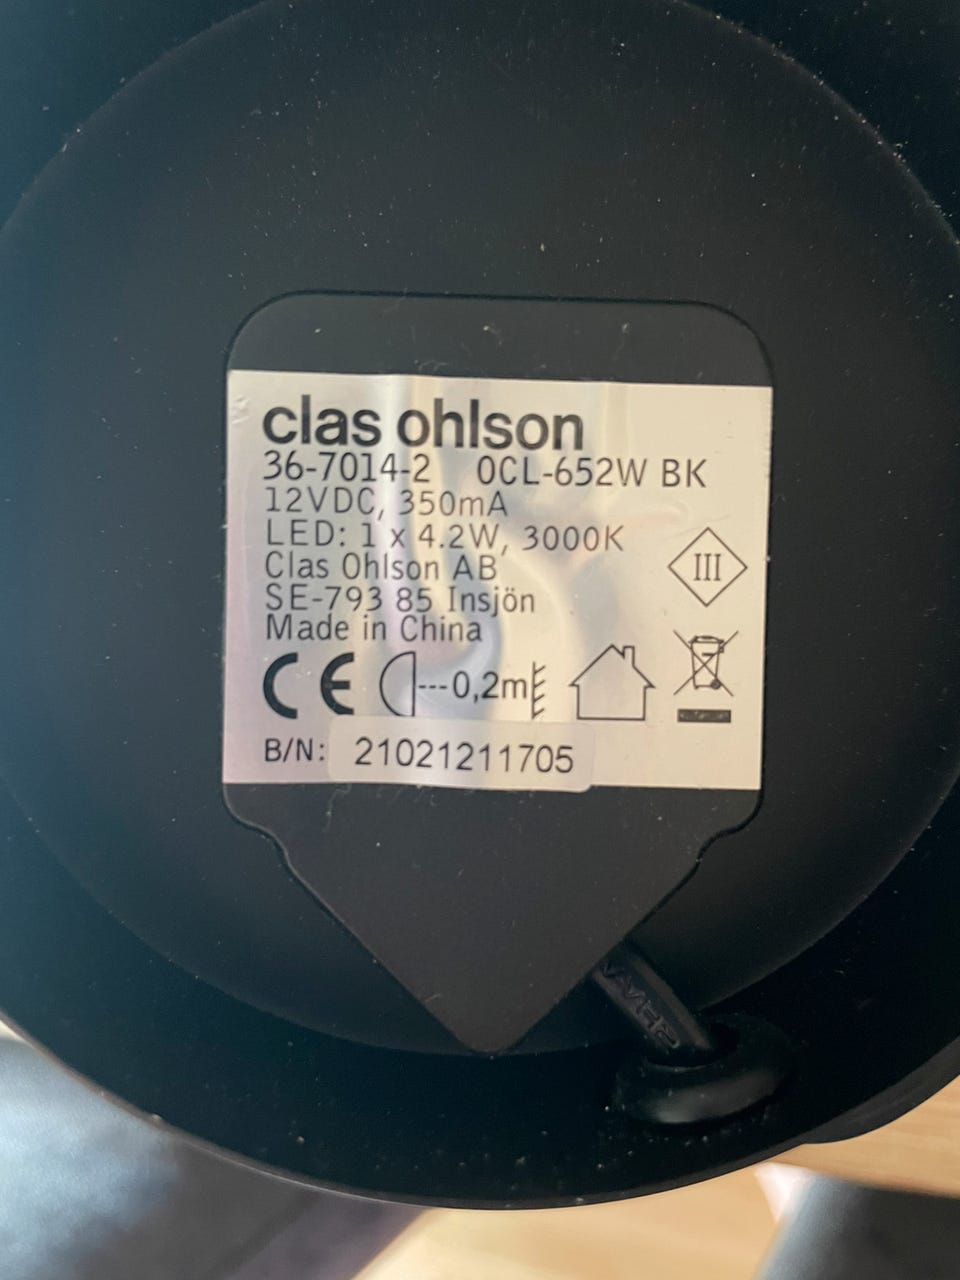 clas ohlson
36-7014-2 OCL-652W BK
12VDC, 350mA
LED: 1 x 4.2W, 3000K
Clas Ohlson AB
SE-793 85 Insjön
Made in China
III
CE ---0,2m
B/N: 21021211705